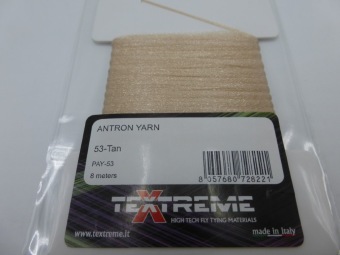 ANTRON YARN
53-Tan
PAY-53
8 meters
8 057680 728221
TEXTREME
HIGH TECH FLY TYING MATERIALS
www.textreme.it
made in Italy